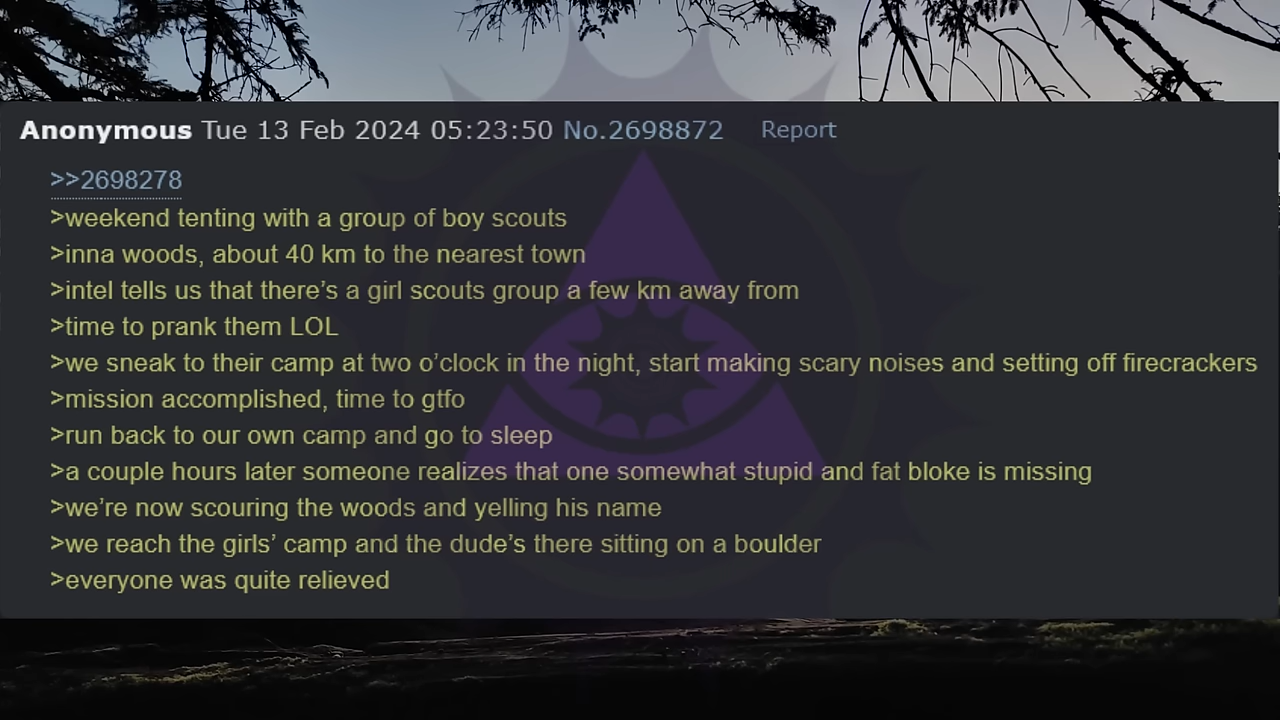 Anonymous Tue 13 Feb 2024 05:23:50 No.2698872 Report
>>2698278
>weekend tenting with a group of boy scouts
>inna woods, about 40 km to the nearest town
>intel tells us that there’s a girl scouts group a few km away from
>time to prank them LOL
>we sneak to their camp at two o’clock in the night, start making scary noises and setting off firecrackers
>mission accomplished, time to gtfo
>run back to our own camp and go to sleep
>a couple hours later someone realizes that one somewhat stupid and fat bloke is missing
>we’re now scouring the woods and yelling his name
>we reach the girls’ camp and the dude’s there sitting on a boulder
>everyone was quite relieved